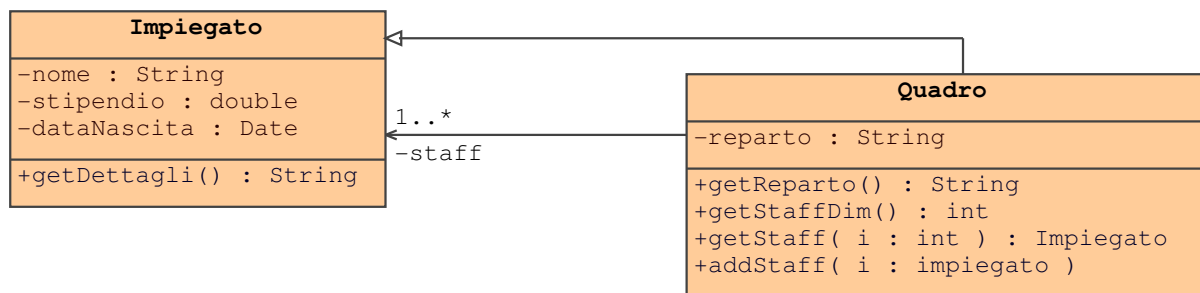 Impiegato
-nome : String
-stipendio : double
-dataNascita : Date
+getDettagli() : String
1..*
-staff
Quadro
-reparto : String
+getReparto() : String
+getStaffDim() : int
+getStaff( i : int ) : Impiegato
+addStaff( i : impiegato )